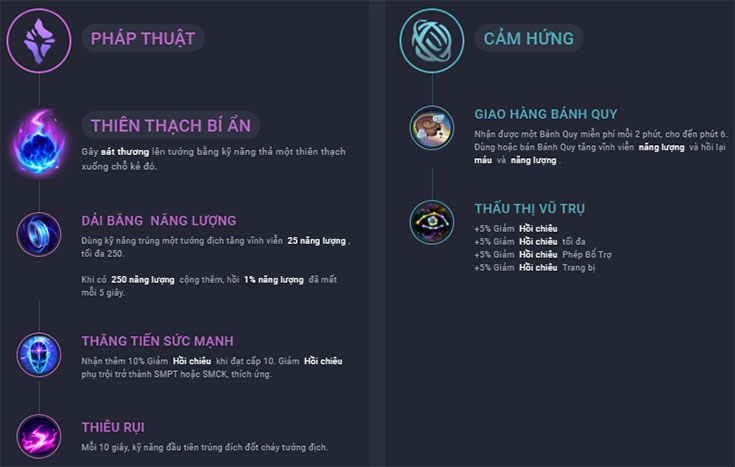 PHÁP THUẬT
THIÊN THẠCH BÍ ẨN
Gây sát thương lên tướng bằng kỹ năng thả một thiên thạch
xuống chỗ kẻ đó.
DẢI BĂNG NĂNG LƯỢNG
Dùng kỹ năng trúng một tướng địch tăng vĩnh viễn 25 năng lượng ,
tối đa 250.
Khi có 250 năng lượng cộng thêm, hồi 1% năng lượng đã mất
mỗi 5 giây.
THĂNG TIẾN SỨC MẠNH
Nhận thêm 10% Giảm Hồi chiêu khi đạt cấp 10. Giảm Hồi chiêu
phụ trội trở thành SMPT hoặc SMCK, thích ứng.
THIÊU RỤI
Mỗi 10 giây, kỹ năng đầu tiên trúng đích đốt cháy tướng địch.
CẢM HỨNG
GIAO HÀNG BÁNH QUY
Nhận được một Bánh Quy miễn phí mỗi 2 phút, cho đến phút 6.
Dùng hoặc bán Bánh Quy tăng vĩnh viễn năng lượng và hồi lại
máu và năng lượng .
THẤU THỊ VŨ TRỤ
+5% Giảm Hồi chiêu
+5% Giảm Hồi chiêu tối đa
+5% Giảm Hồi chiêu Phép Bổ Trợ
+5% Giảm Hồi chiêu Trang bị